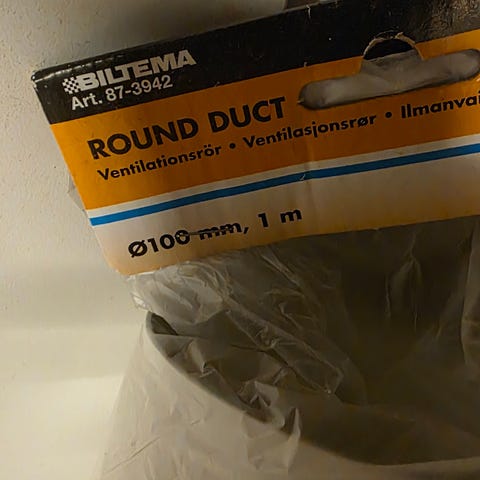 BILTEMA
Art. 87-3942
ROUND DUCT
Ventilationsrör • Ventilasjonsrør •
Ø100 mm, 1 m